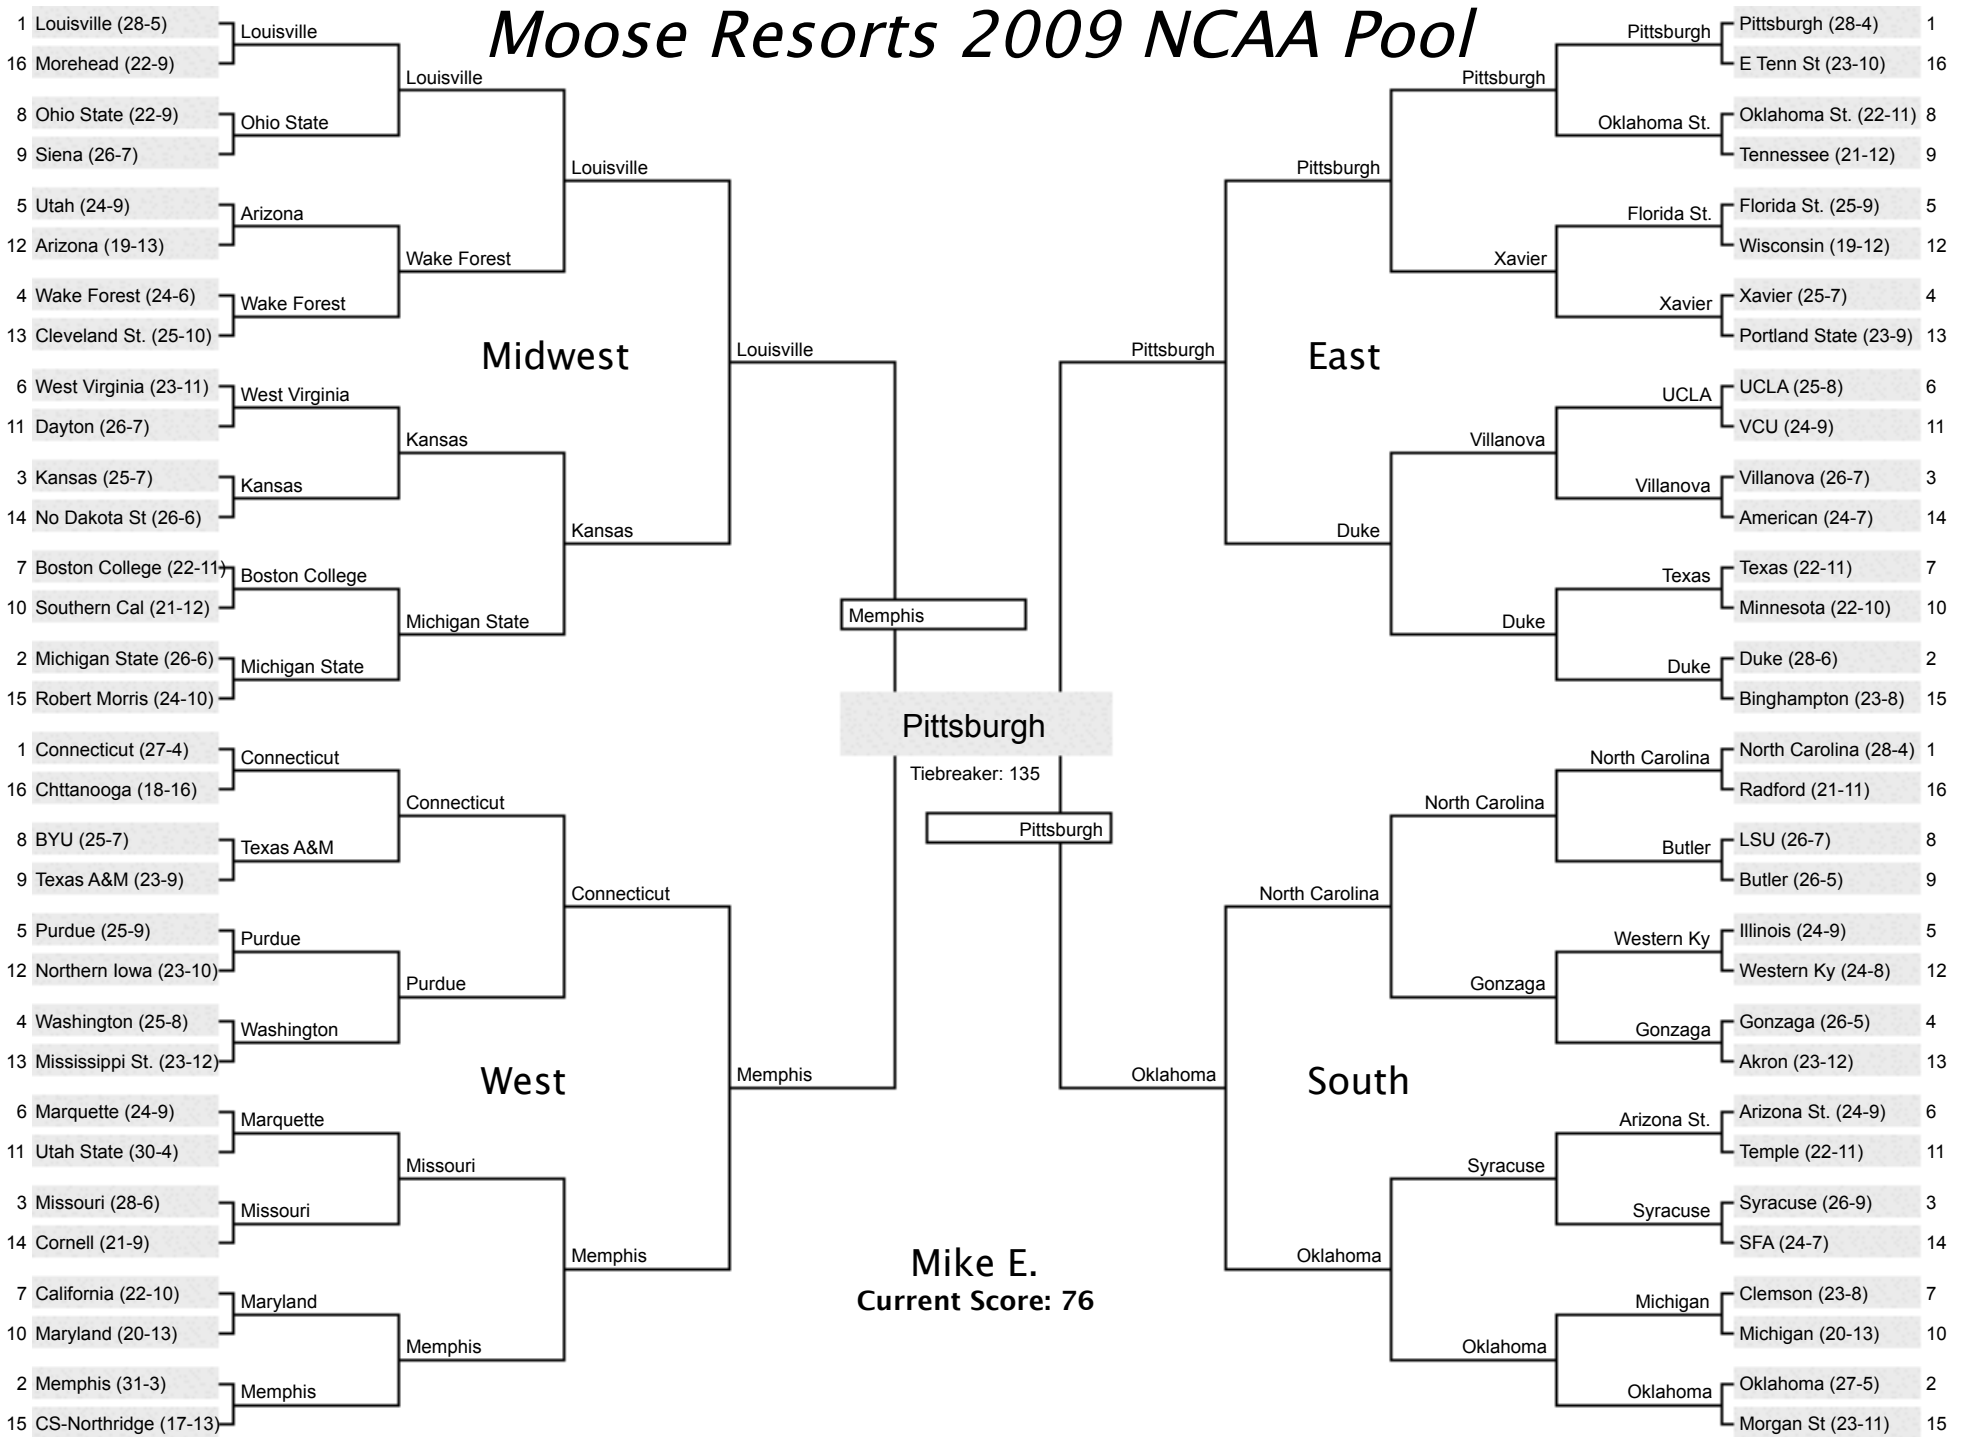 Moose Resorts 2009 NCAA Pool
1 Louisville (28-5)
16 Morehead (22-9)
8 Ohio State (22-9)
9 Siena (26-7)
5 Utah (24-9)
12 Arizona (19-13)
4 Wake Forest (24-6)
13 Cleveland St. (25-10)
6 West Virginia (23-11)
11 Dayton (26-7)
3 Kansas (25-7)
14 No Dakota St (26-6)
7 Boston College (22-11)
10 Southern Cal (21-12)
2 Michigan State (26-6)
15 Robert Morris (24-10)
Louisville
Ohio State
Arizona
Wake Forest
West Virginia
Kansas
Boston College
Michigan State
Louisville
Wake Forest
Kansas
Michigan State
Louisville
Kansas
Louisville
Midwest
1 Connecticut (27-4)
16 Chttanooga (18-16)
8 BYU (25-7)
9 Texas A&M (23-9)
5 Purdue (25-9)
12 Northern Iowa (23-10)
4 Washington (25-8)
13 Mississippi St. (23-12)
6 Marquette (24-9)
11 Utah State (30-4)
3 Missouri (28-6)
14 Cornell (21-9)
7 California (22-10)
10 Maryland (20-13)
2 Memphis (31-3)
15 CS-Northridge (17-13)
Connecticut
Texas A&M
Purdue
Washington
Marquette
Missouri
Maryland
Memphis
Connecticut
Purdue
Missouri
Memphis
Connecticut
Memphis
Memphis
West
Memphis
Pittsburgh
Tiebreaker: 135
Pittsburgh
Mike E.
Current Score: 76
Pittsburgh (28-4) 1
E Tenn St (23-10) 16
Oklahoma St. (22-11) 8
Tennessee (21-12) 9
Florida St. (25-9) 5
Wisconsin (19-12) 12
Xavier (25-7) 4
Portland State (23-9) 13
UCLA (25-8) 6
VCU (24-9) 11
Villanova (26-7) 3
American (24-7) 14
Texas (22-11) 7
Minnesota (22-10) 10
Duke (28-6) 2
Binghampton (23-8) 15
Pittsburgh
Oklahoma St.
Florida St.
Xavier
UCLA
Villanova
Texas
Duke
Pittsburgh
Xavier
Villanova
Duke
Pittsburgh
Duke
Pittsburgh
East
North Carolina (28-4) 1
Radford (21-11) 16
LSU (26-7) 8
Butler (26-5) 9
Illinois (24-9) 5
Western Ky (24-8) 12
Gonzaga (26-5) 4
Akron (23-12) 13
Arizona St. (24-9) 6
Temple (22-11) 11
Syracuse (26-9) 3
SFA (24-7) 14
Clemson (23-8) 7
Michigan (20-13) 10
Oklahoma (27-5) 2
Morgan St (23-11) 15
North Carolina
Butler
Western Ky
Gonzaga
Arizona St.
Syracuse
Michigan
Oklahoma
North Carolina
Gonzaga
Syracuse
Oklahoma
North Carolina
Oklahoma
Oklahoma
South